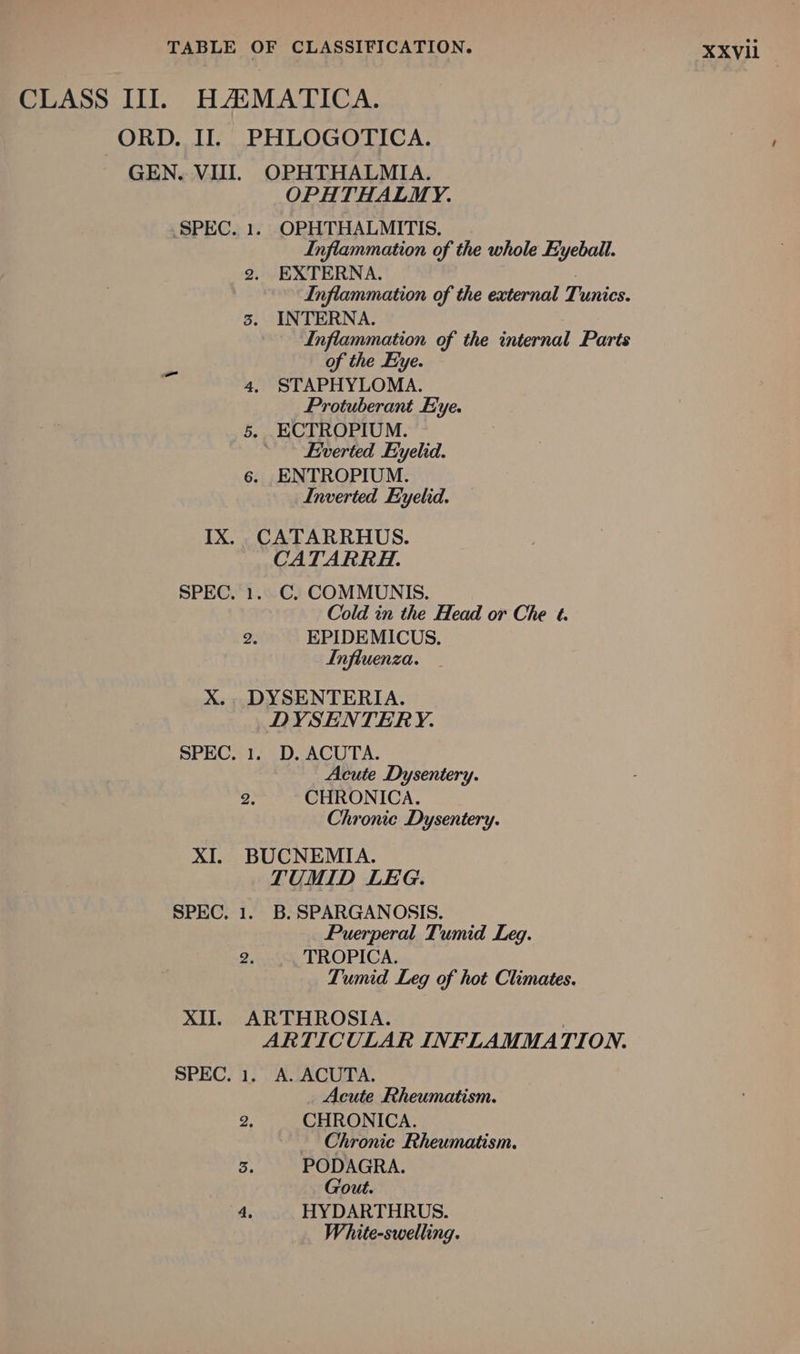 TABLE OF CLASSIFICATION. xxvii
CLASS III. HÆMATICA.
ORD. II. PHLOGOTICA.
GEN. VIII. OPHTHALMIA.
OPHTHALMY.
SPEC. 1. OPHTHALMITIS.
Inflammation of the whole Eyeball.
2. EXTERNA.
Inflammation of the external Tunics.
3. INTERNA.
Inflammation of the internal Parts
of the Eye.
4. STAPHYLOMA.
Protuberant Eye.
5. ECTROPIUM.
Everted Eyelid.
6. ENTROPIUM.
Inverted Eyelid.
IX. CATARRHUS.
CATARRH.
SPEC. 1. C. COMMUNIS.
Cold in the Head or Che t.
2. EPIDEMICUS.
Influenza.
X. DYSENTERIA.
DYSENTERY.
SPEC. 1. D. ACUTA.
Acute Dysentery.
2. CHRONICA.
Chronic Dysentery.
XI. BUCNEMIA.
TUMID LEG.
SPEC. 1. B. SPARGANOSIS.
Puerperal Tumid Leg.
2. TROPICA.
Tumid Leg of hot Climates.
XII. ARTHROSIA.
ARTICULAR INFLAMMATION.
SPEC. 1. A. ACUTA.
Acute Rheumatism.
2. CHRONICA.
Chronic Rheumatism.
3. PODAGRA.
Gout.
4. HYDARTHRUS.
White-swelling.